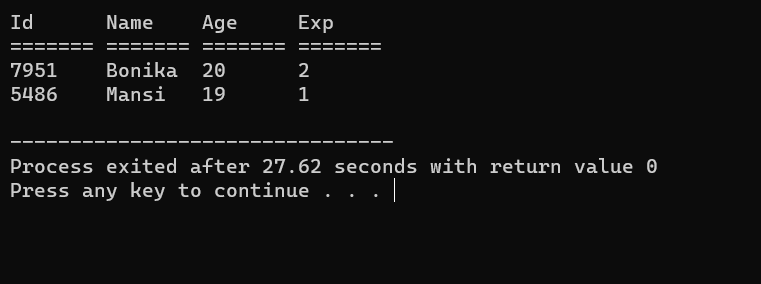 Id      Name    Age     Exp
======= ======= ======= =======
7951    Bonika  20      2
5486    Mansi   19      1
--------------------------------
Process exited after 27.62 seconds with return value 0
Press any key to continue . . .